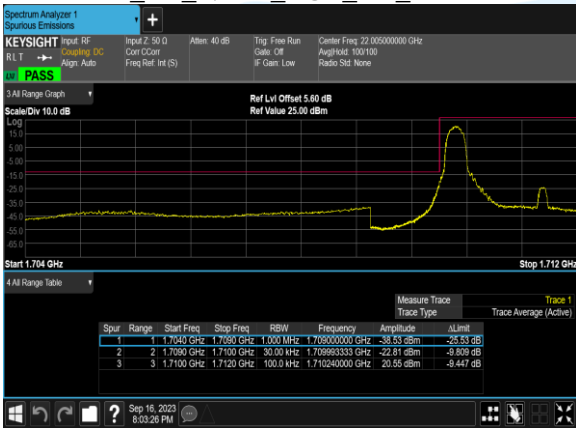 Spectrum Analyzer 1
Spurious Emissions
+
KEYSIGHT Input: RF Input Z: 50 Ω Atten: 40 dB Trig: Free Run Center Freq: 22.005000000 GHz
Coupling: DC Corr CCorr Gate: Off Avg|Hold: 100/100
RLT Align: Auto Freq Ref: Int (S) IF Gain: Low Radio Std: None
PASS
3 All Range Graph
Ref Lvl Offset 5.60 dB
Scale/Div 10.0 dB Ref Value 25.00 dBm
Log
15.0
5.00
-5.00
-15.0
-25.0
-35.0
-45.0
-55.0
-65.0
Start 1.704 GHz Stop 1.712 GHz
4 All Range Table
Measure Trace Trace 1
Trace Type Trace Average (Active)
Spur Range Start Freq Stop Freq RBW Frequency Amplitude ΔLimit
1 1 1.7040 GHz 1.7090 GHz 1.000 MHz 1.709000000 GHz -38.53 dBm -25.53 dB
2 2 1.7090 GHz 1.7100 GHz 30.00 kHz 1.709993333 GHz -22.81 dBm -9.809 dB
3 3 1.7100 GHz 1.7120 GHz 100.0 kHz 1.710240000 GHz 20.55 dBm -9.447 dB
Sep 16, 2023
8:03:26 PM